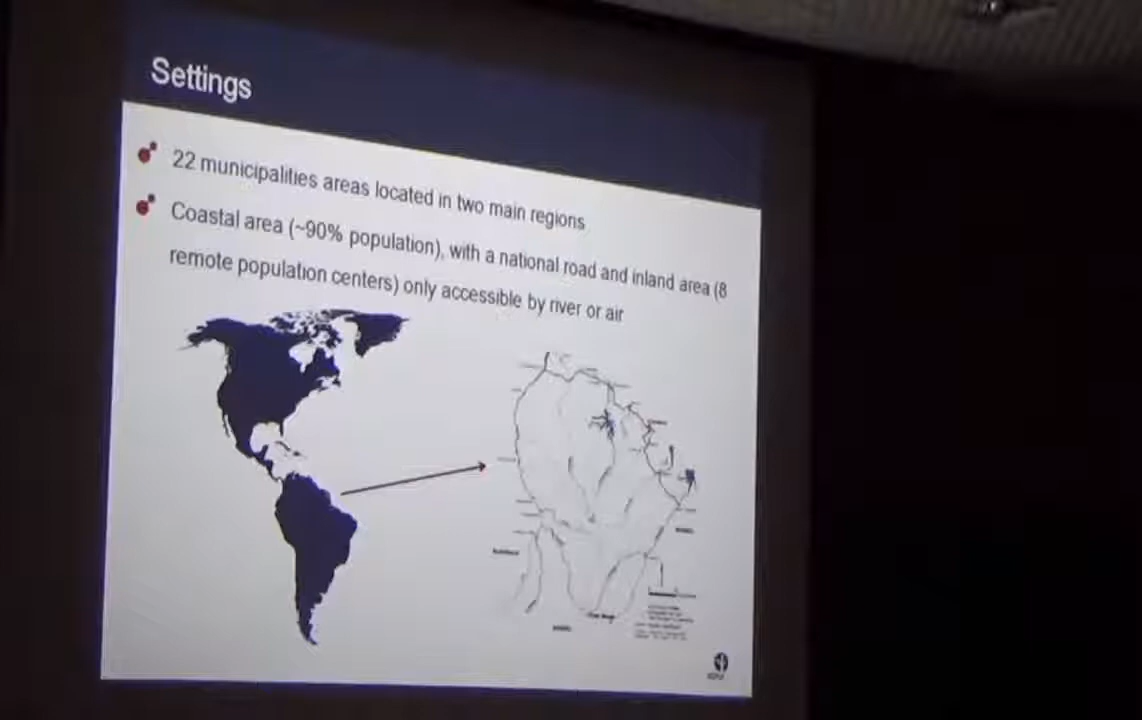 Settings
22 municipalities areas located in two main regions
Coastal area (~90% population), with a national road and inland area (8
remote population centers) only accessible by river or air